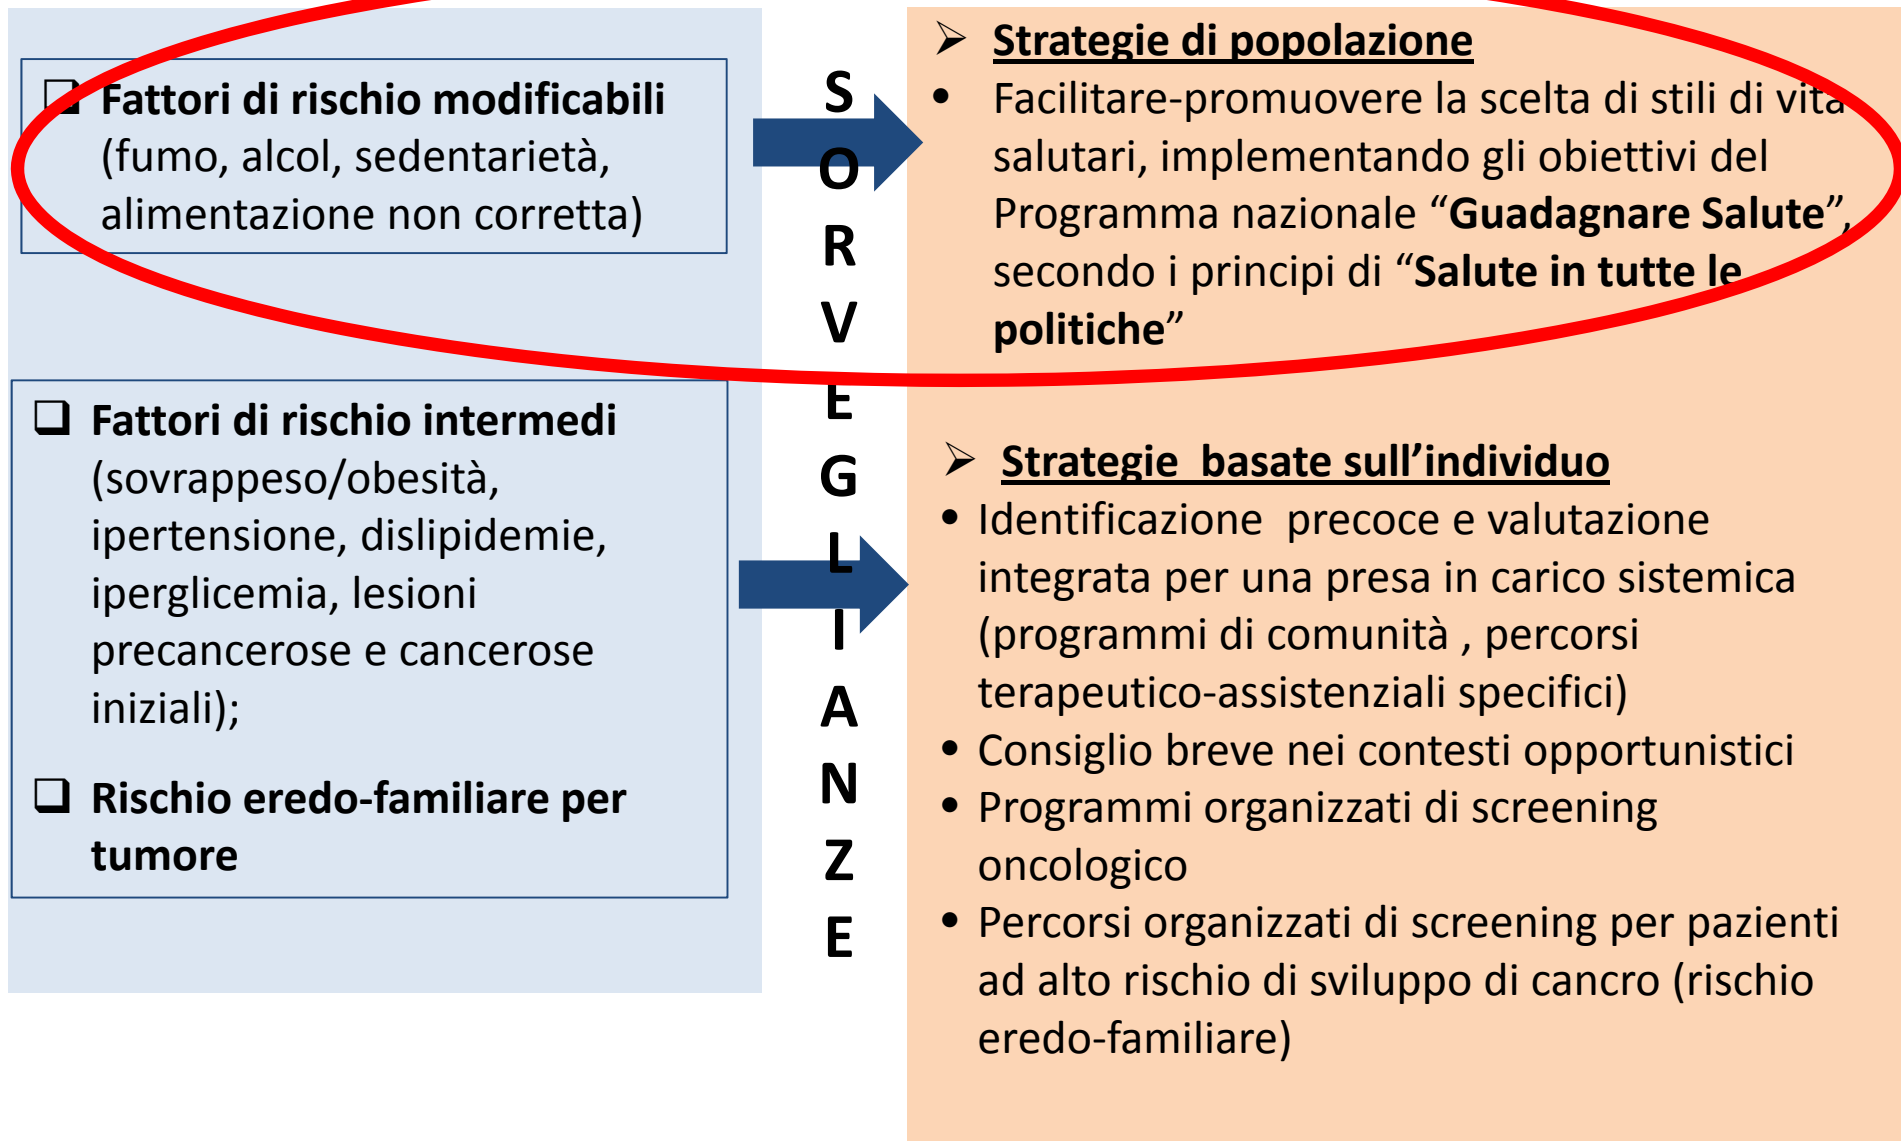 Fattori di rischio modificabili
(fumo, alcol, sedentarietà,
alimentazione non corretta)
Fattori di rischio intermedi
(sovrappeso/obesità,
ipertensione, dislipidemie,
iperglicemia, lesioni
precancerose e cancerose
iniziali);
Rischio eredo-familiare per
tumore
S
O
R
V
E
G
L
I
A
N
Z
E
Strategie di popolazione
• Facilitare-promuovere la scelta di stili di vita
salutari, implementando gli obiettivi del
Programma nazionale “Guadagnare Salute”,
secondo i principi di “Salute in tutte le
politiche”
Strategie basate sull’individuo
• Identificazione precoce e valutazione
integrata per una presa in carico sistemica
(programmi di comunità , percorsi
terapeutico-assistenziali specifici)
• Consiglio breve nei contesti opportunistici
• Programmi organizzati di screening
oncologico
• Percorsi organizzati di screening per pazienti
ad alto rischio di sviluppo di cancro (rischio
eredo-familiare)